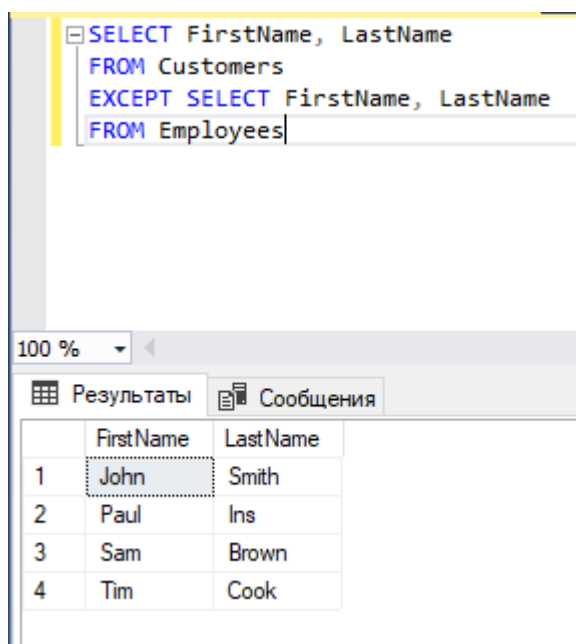 SELECT FirstName, LastName
FROM Customers
EXCEPT SELECT FirstName, LastName
FROM Employees
100 %
Результаты Сообщения
FirstName LastName
1 John Smith
2 Paul Ins
3 Sam Brown
4 Tim Cook